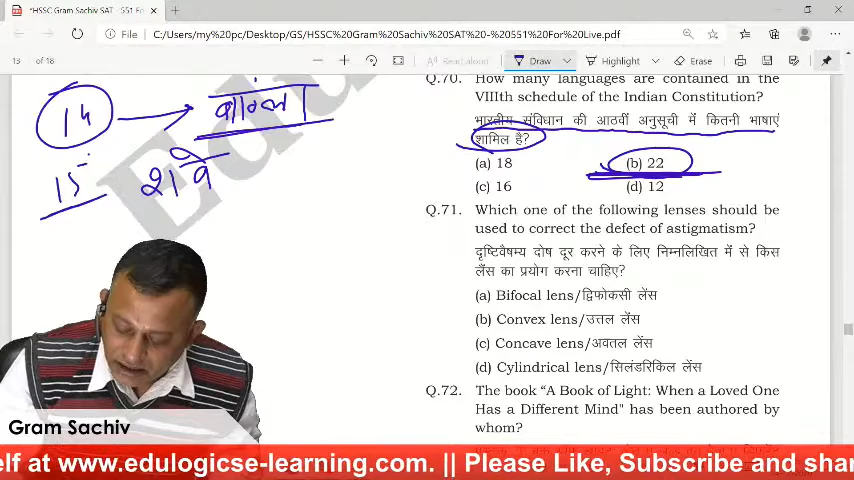 *HSSC Gram Sachiv SAT - 551 For
File C:/Users/my%20pc/Desktop/GS/HSSC%20Gram%20Sachiv%20SAT%20-%20551%20For%20Live.pdf
13 of 18
Read aloud
Draw
Highlight
Erase
Q.70. How many languages are contained in the
VIIIth schedule of the Indian Constitution?
भारतीय संविधान की आठवीं अनुसूची में कितनी भाषाएं
शामिल है?
(a) 18 (b) 22
(c) 16 (d) 12
Q.71. Which one of the following lenses should be
used to correct the defect of astigmatism?
दृष्टिवैषम्य दोष दूर करने के लिए निम्नलिखित में से किस
लैंस का प्रयोग करना चाहिए?
(a) Bifocal lens/द्विफोकसी लेंस
(b) Convex lens/उत्तल लेंस
(c) Concave lens/अवतल लेंस
(d) Cylindrical lens/सिलंडरिकिल लेंस
Q.72. The book “A Book of Light: When a Loved One
Has a Different Mind" has been authored by
whom?
14
15
Gram Sachiv
elf at www.edulogicse-learning.com. || Please Like, Subscribe and shar